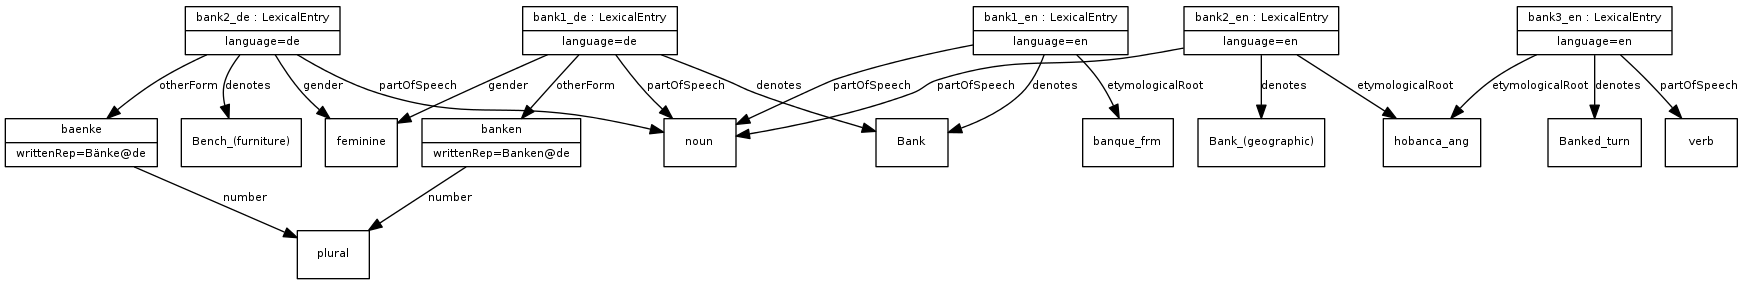 bank2_de : LexicalEntry
language=de
bank1_de : LexicalEntry
language=de
bank1_en : LexicalEntry
language=en
bank2_en : LexicalEntry
language=en
bank3_en : LexicalEntry
language=en
otherForm
denotes
gender
partOfSpeech
gender
otherForm
partOfSpeech
denotes
partOfSpeech
partOfSpeech
denotes
etymologicalRoot
denotes
etymologicalRoot
etymologicalRoot
denotes
partOfSpeech
baenke
writtenRep=Bänke@de
Bench_(furniture)
feminine
banken
writtenRep=Banken@de
noun
Bank
banque_frm
Bank_(geographic)
hobanca_ang
Banked_turn
verb
number
number
plural